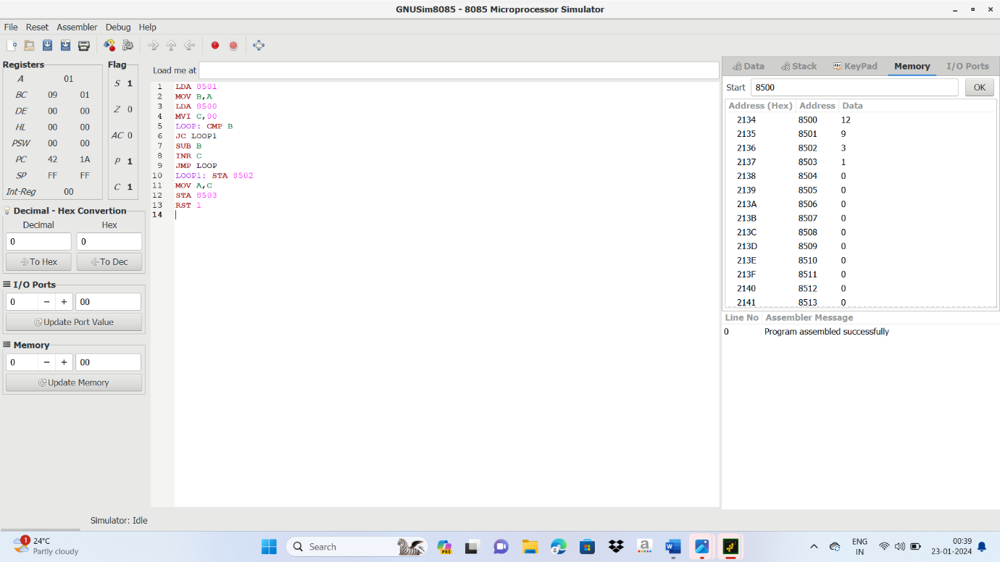 GNUSim8085 - 8085 Microprocessor Simulator
File Reset Assembler Debug Help
Registers
A 01
BC 09 01
DE 00 00
HL 00 00
PSW 00 00
PC 42 1A
SP FF FF
Int-Reg 00
Flag
S 1
Z 0
AC 0
P 1
C 1
Decimal - Hex Convertion
Decimal Hex
0 0
To Hex To Dec
I/O Ports
0 − + 00
Update Port Value
Memory
0 − + 00
Update Memory
Load me at
1 LDA 8501
2 MOV B,A
3 LDA 8500
4 MVI C,00
5 LOOP: CMP B
6 JC LOOP1
7 SUB B
8 INR C
9 JMP LOOP
10 LOOP1: STA 8502
11 MOV A,C
12 STA 8503
13 RST 1
14
Data Stack KeyPad Memory I/O Ports
Start 8500 OK
Address (Hex) Address Data
2134 8500 12
2135 8501 9
2136 8502 3
2137 8503 1
2138 8504 0
2139 8505 0
213A 8506 0
213B 8507 0
213C 8508 0
213D 8509 0
213E 8510 0
213F 8511 0
2140 8512 0
2141 8513 0
Line No Assembler Message
0 Program assembled successfully
Simulator: Idle
1 24°C
Partly cloudy
Search
PRE
a
W
ENG
IN
00:39
23-01-2024